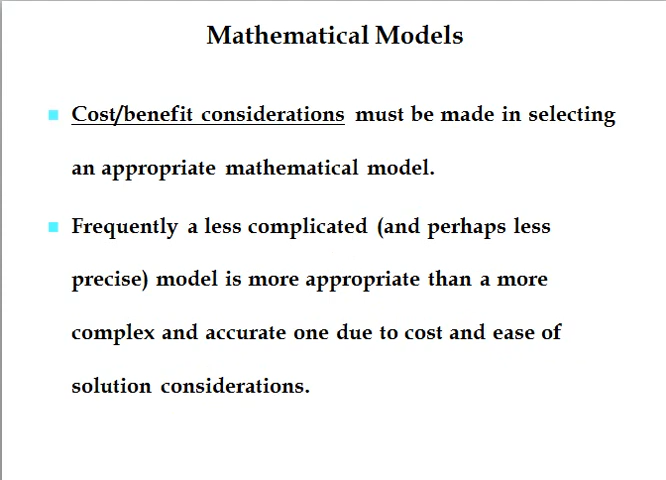 Mathematical Models
Cost/benefit considerations must be made in selecting
an appropriate mathematical model.
Frequently a less complicated (and perhaps less
precise) model is more appropriate than a more
complex and accurate one due to cost and ease of
solution considerations.